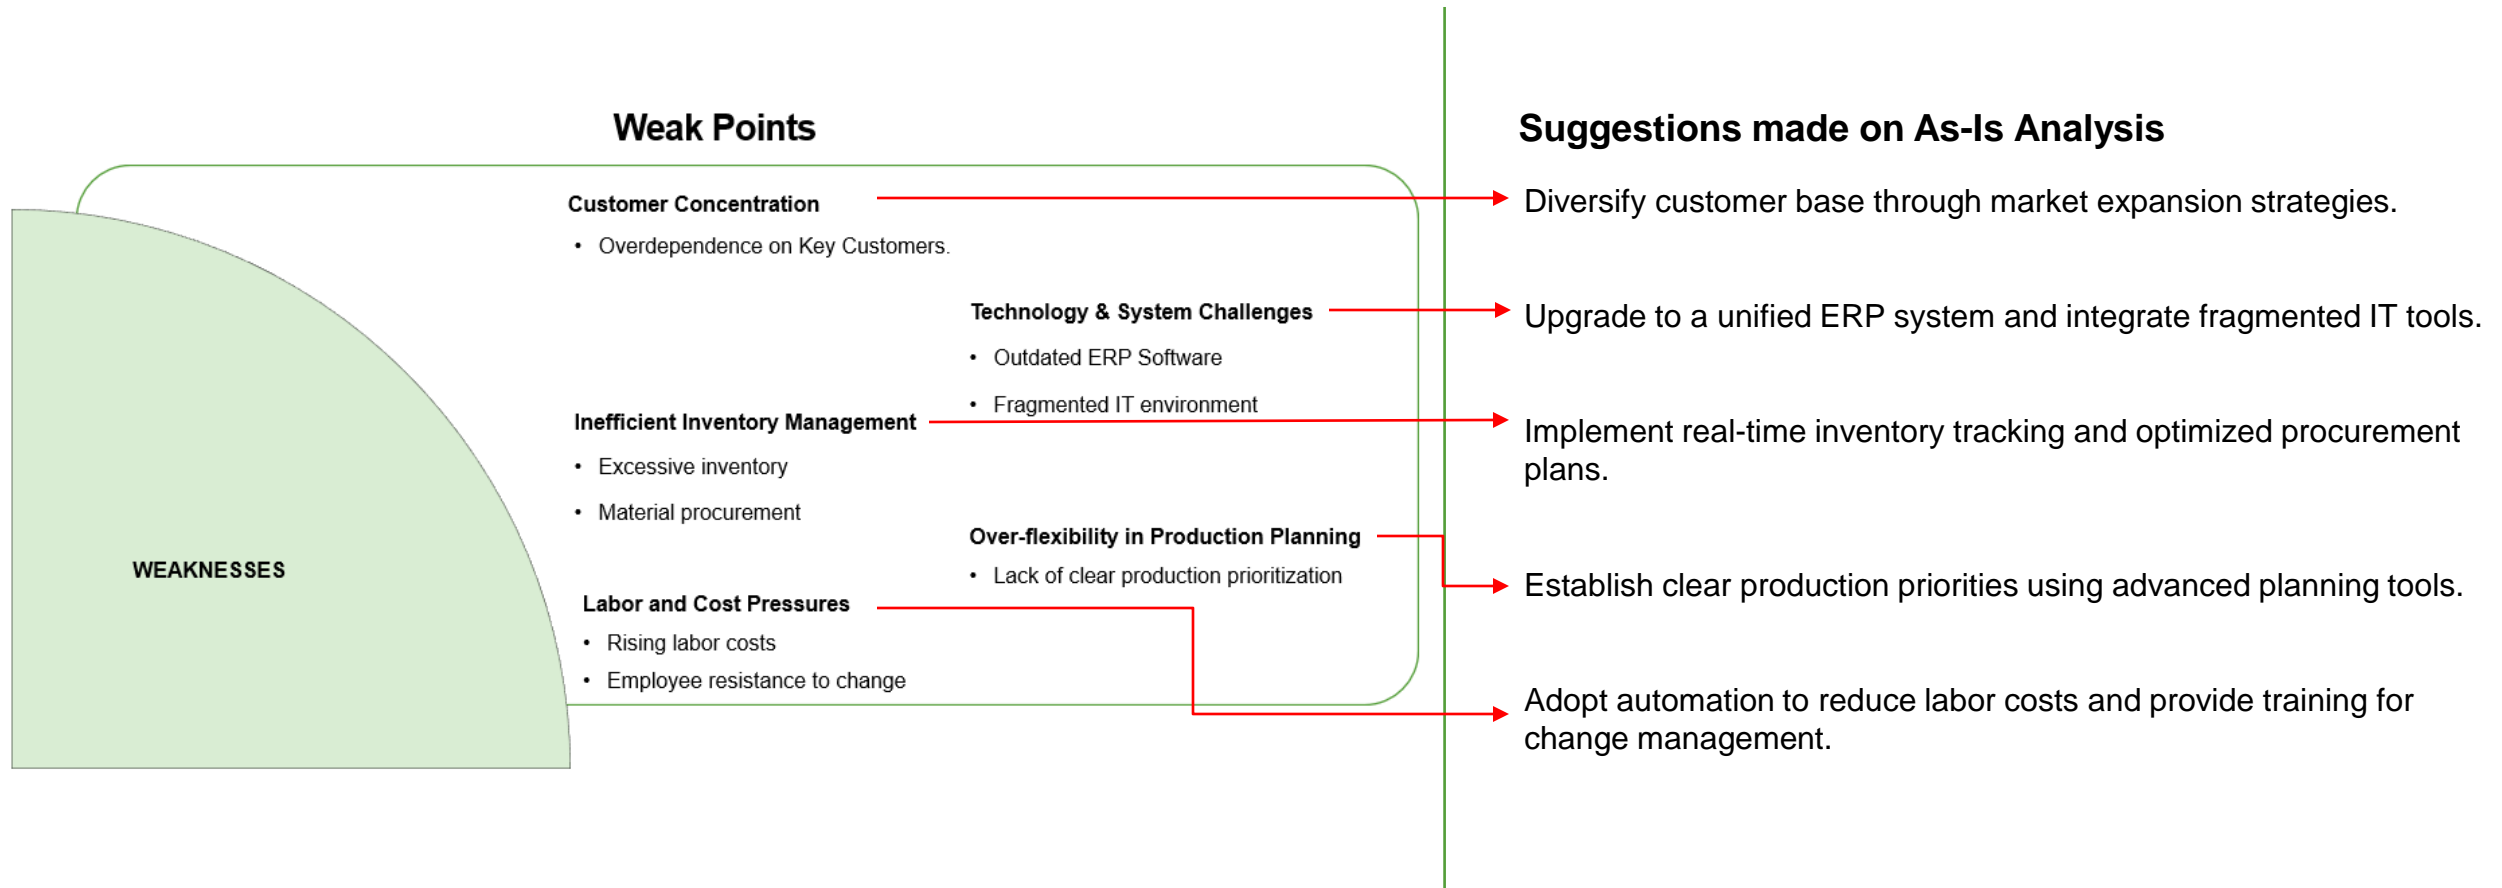 Weak Points
Customer Concentration
• Overdependence on Key Customers.
Technology & System Challenges
• Outdated ERP Software
• Fragmented IT environment
Inefficient Inventory Management
• Excessive inventory
• Material procurement
Over-flexibility in Production Planning
• Lack of clear production prioritization
Labor and Cost Pressures
• Rising labor costs
• Employee resistance to change
WEAKNESSES
Suggestions made on As-Is Analysis
Diversify customer base through market expansion strategies.
Upgrade to a unified ERP system and integrate fragmented IT tools.
Implement real-time inventory tracking and optimized procurement
plans.
Establish clear production priorities using advanced planning tools.
Adopt automation to reduce labor costs and provide training for
change management.